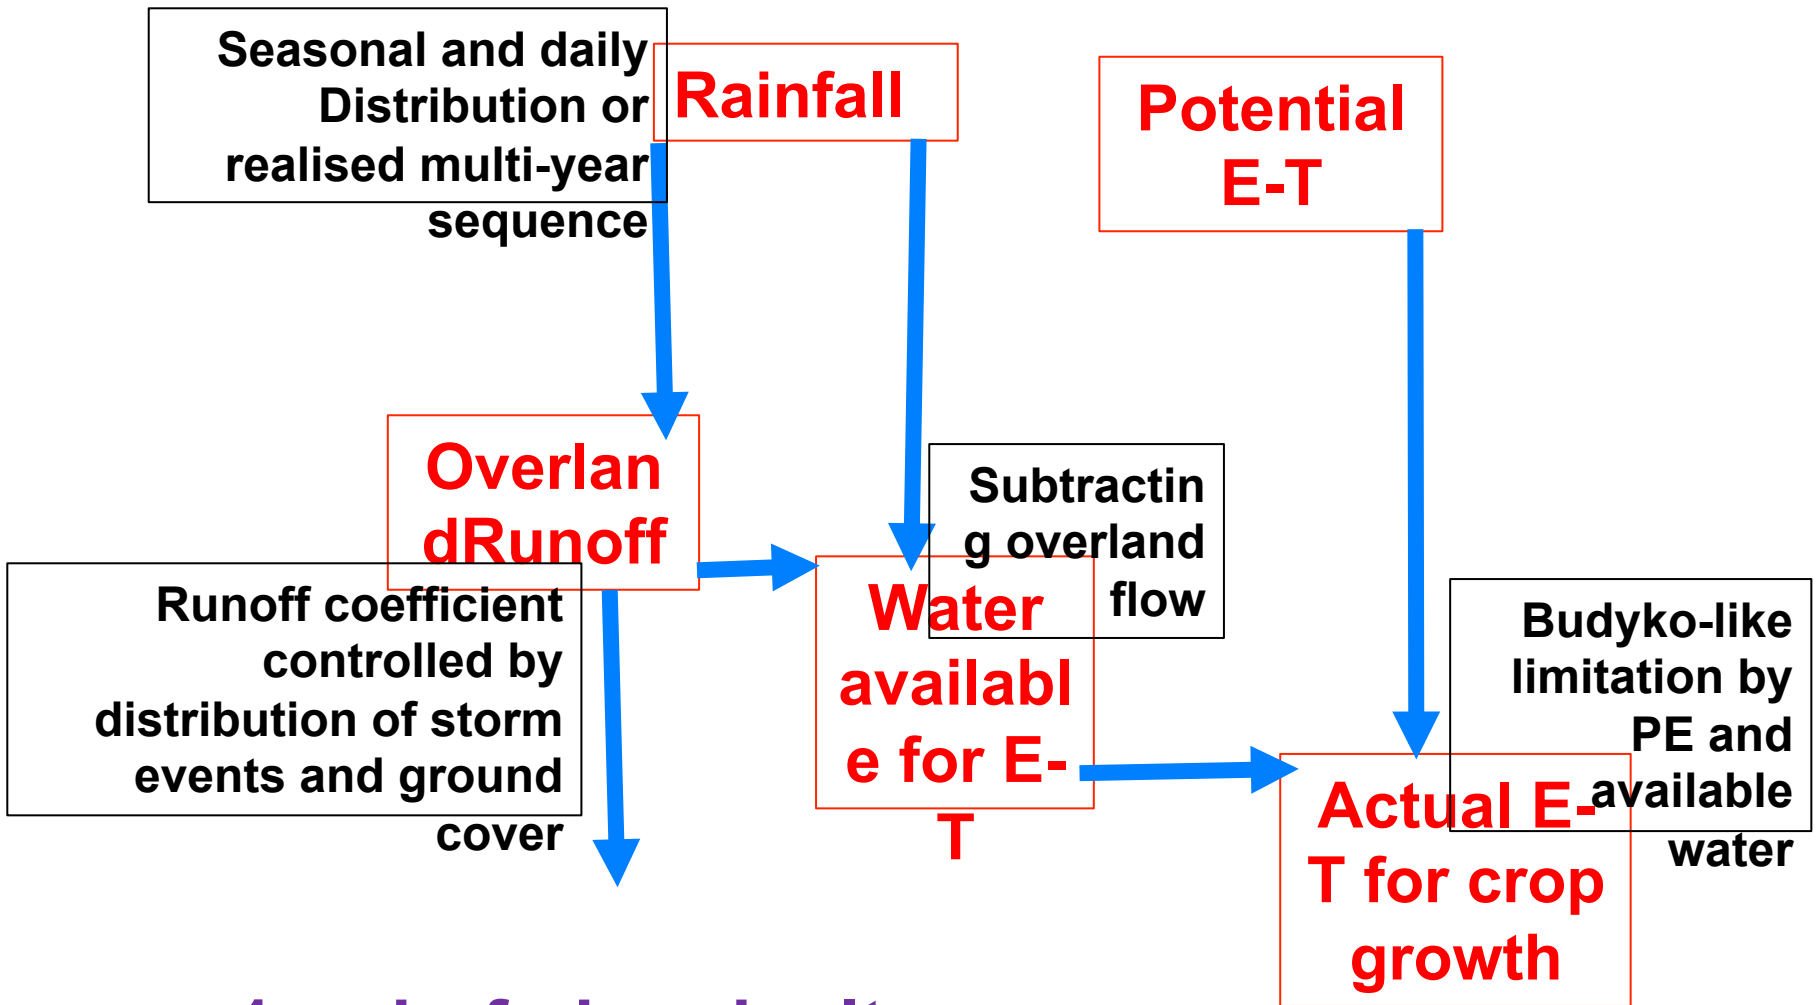 Seasonal and daily
Distribution or
realised multi-year
sequence
Rainfall
Potential
E-T
Overlan
dRunoff
Subtractin
g overland
flow
Runoff coefficient
controlled by
distribution of storm
events and ground
cover
Water
availabl
e for E-
T
Budyko-like
limitation by
PE and
available
water
Actual E-
T for crop
growth